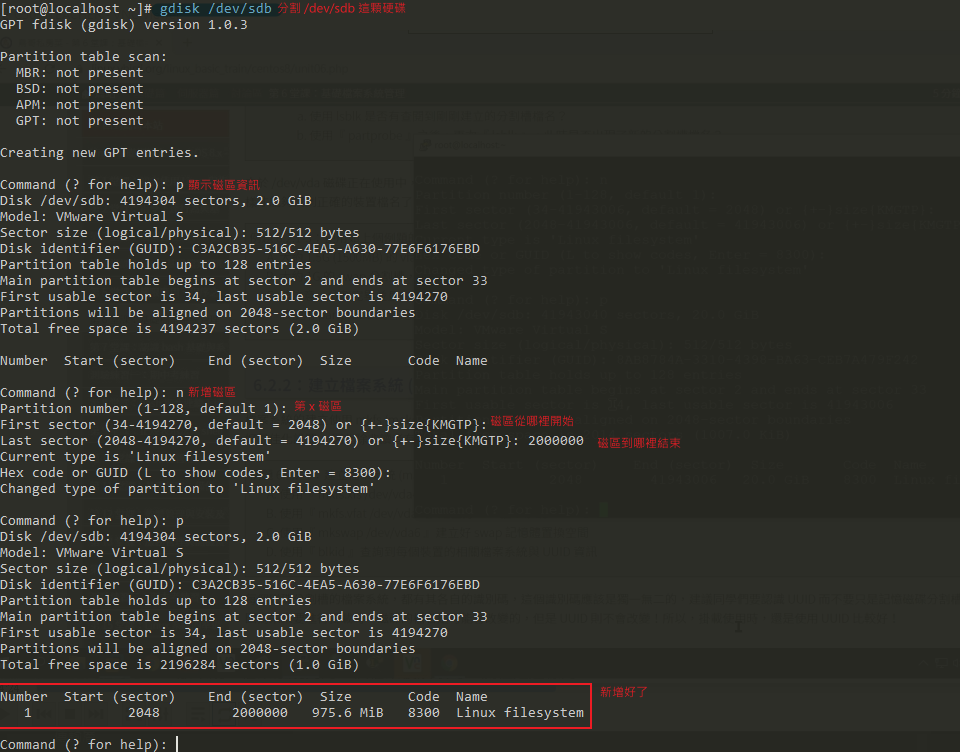 [root@localhost ~]# gdisk /dev/sdb 分割 /dev/sdb 這顆硬碟
GPT fdisk (gdisk) version 1.0.3
Partition table scan:
MBR: not present
BSD: not present
APM: not present
GPT: not present
Creating new GPT entries.
Command (? for help): p 顯示磁區資訊
Disk /dev/sdb: 4194304 sectors, 2.0 GiB
Model: VMware Virtual S
Sector size (logical/physical): 512/512 bytes
Disk identifier (GUID): C3A2CB35-516C-4EA5-A630-77E6F6176EBD
Partition table holds up to 128 entries
Main partition table begins at sector 2 and ends at sector 33
First usable sector is 34, last usable sector is 4194270
Partitions will be aligned on 2048-sector boundaries
Total free space is 4194237 sectors (2.0 GiB)
Number Start (sector) End (sector) Size Code Name
Command (? for help): n 新增磁區
Partition number (1-128, default 1): 第 x 磁區
First sector (34-4194270, default = 2048) or {+-}size{KMGTP}: 磁區從哪裡開始
Last sector (2048-4194270, default = 4194270) or {+-}size{KMGTP}: 2000000 磁區到哪裡結束
Current type is 'Linux filesystem'
Hex code or GUID (L to show codes, Enter = 8300):
Changed type of partition to 'Linux filesystem'
Command (? for help): p
Disk /dev/sdb: 4194304 sectors, 2.0 GiB
Model: VMware Virtual S
Sector size (logical/physical): 512/512 bytes
Disk identifier (GUID): C3A2CB35-516C-4EA5-A630-77E6F6176EBD
Partition table holds up to 128 entries
Main partition table begins at sector 2 and ends at sector 33
First usable sector is 34, last usable sector is 4194270
Partitions will be aligned on 2048-sector boundaries
Total free space is 2196284 sectors (1.0 GiB)
Number Start (sector) End (sector) Size Code Name 新增好了
1 2048 2000000 975.6 MiB 8300 Linux filesystem
Command (? for help):